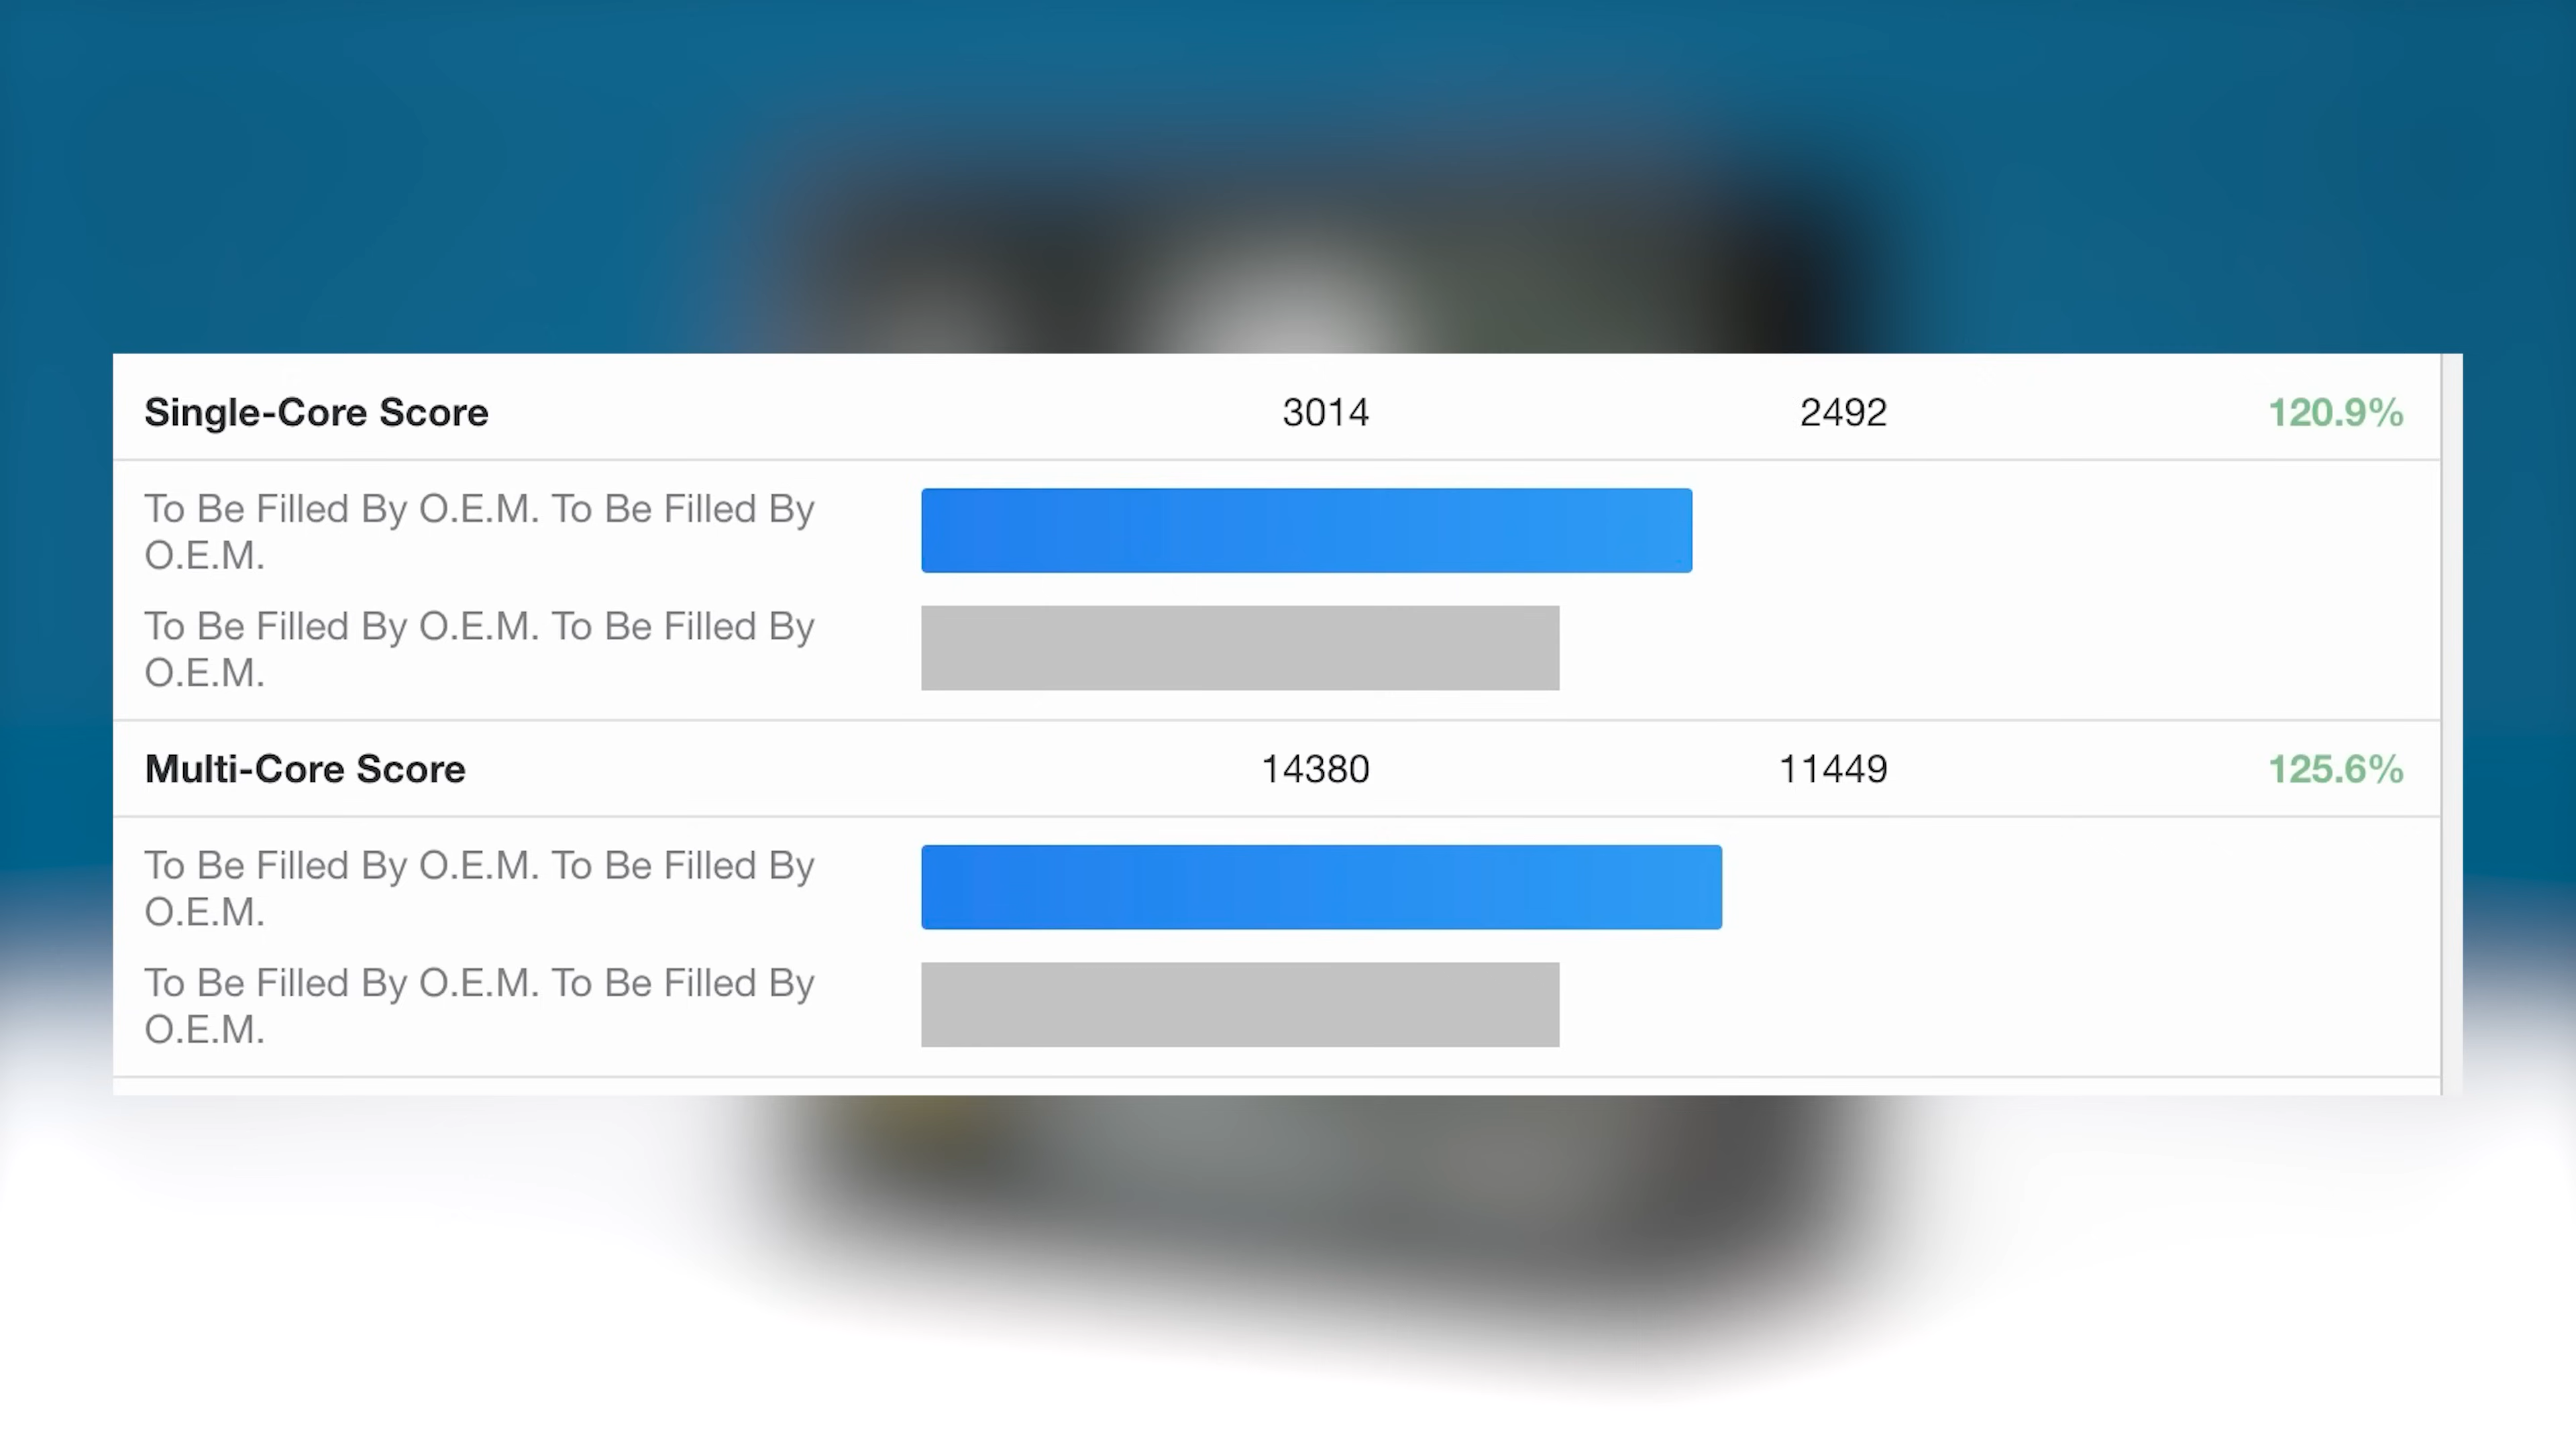 Single-Core Score 3014 2492 120.9%
To Be Filled By O.E.M. To Be Filled By
O.E.M.
To Be Filled By O.E.M. To Be Filled By
O.E.M.
Multi-Core Score 14380 11449 125.6%
To Be Filled By O.E.M. To Be Filled By
O.E.M.
To Be Filled By O.E.M. To Be Filled By
O.E.M.